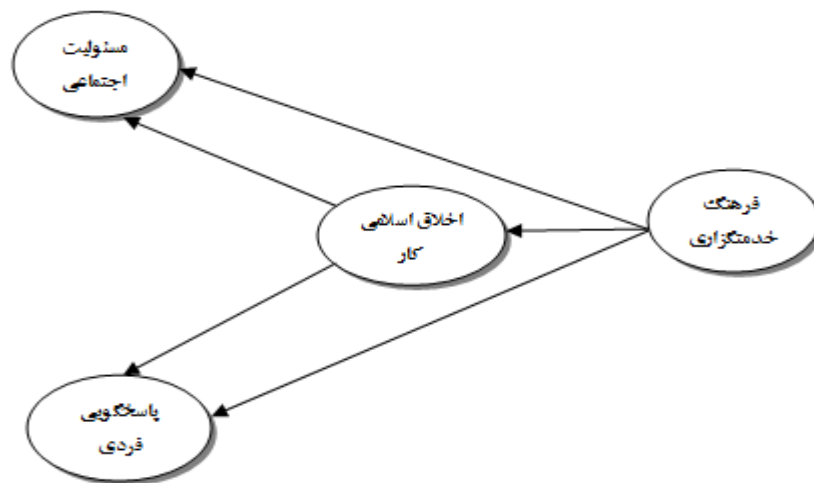 مسئولیت
اجتماعی
فرهنگ
خدمتگزاری
اخلاق اسلامی
کار
پاسخگویی
فردی